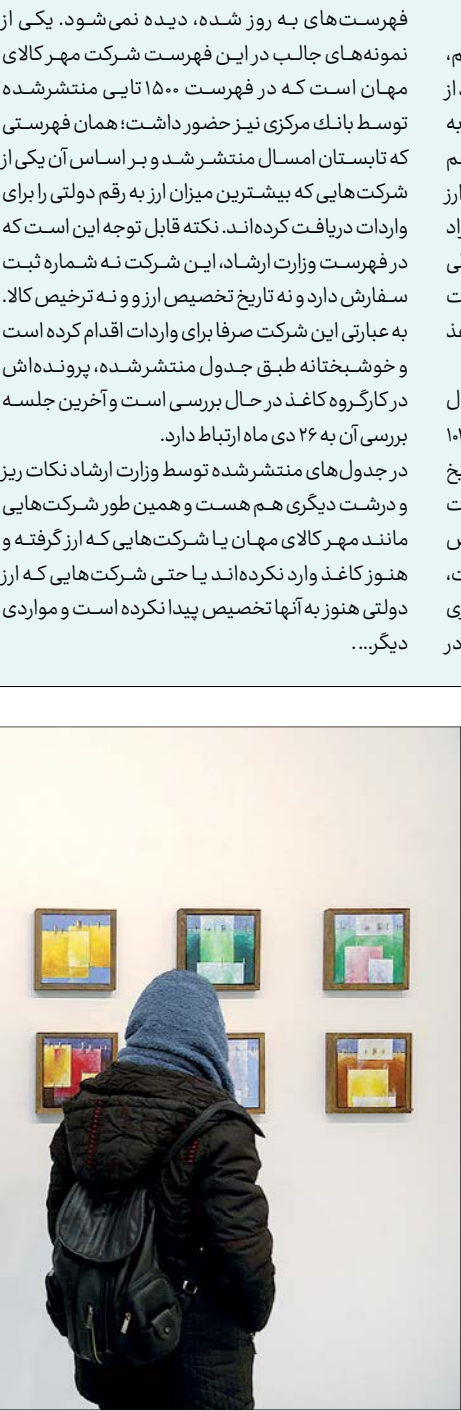 فهرست‌های به روز شده، دیده نمی‌شود. یکی از
نمونه‌های جالب در این فهرست شرکت مهر کالای
مهان است که در فهرست ۱۵۰۰ تایی منتشرشده
توسط بانک مرکزی نیز حضور داشت؛ همان فهرستی
که تابستان امسال منتشر شد و بر اساس آن یکی از
شرکت‌هایی که بیشترین میزان ارز به رقم دولتی را برای
واردات دریافت کرده‌اند. نکته قابل توجه این است که
در فهرست وزارت ارشاد، این شرکت نه شماره ثبت
سفارش دارد و نه تاریخ تخصیص ارز و و نه ترخیص کالا.
به عبارتی این شرکت صرفا برای واردات اقدام کرده است
و خوشبختانه طبق جدول منتشرشده، پرونده‌اش
در کارگروه کاغذ در حال بررسی است و آخرین جلسه
بررسی آن به ۲۶ دی ماه ارتباط دارد.
در جدول‌های منتشرشده توسط وزارت ارشاد نکات ریز
و درشت دیگری هم هست و همین طور شرکت‌هایی
مانند مهر کالای مهان یا شرکت‌هایی که ارز گرفته و
هنوز کاغذ وارد نکرده‌اند یا حتی شرکت‌هایی که ارز
دولتی هنوز به آنها تخصیص پیدا نکرده است و مواردی
دیگر....